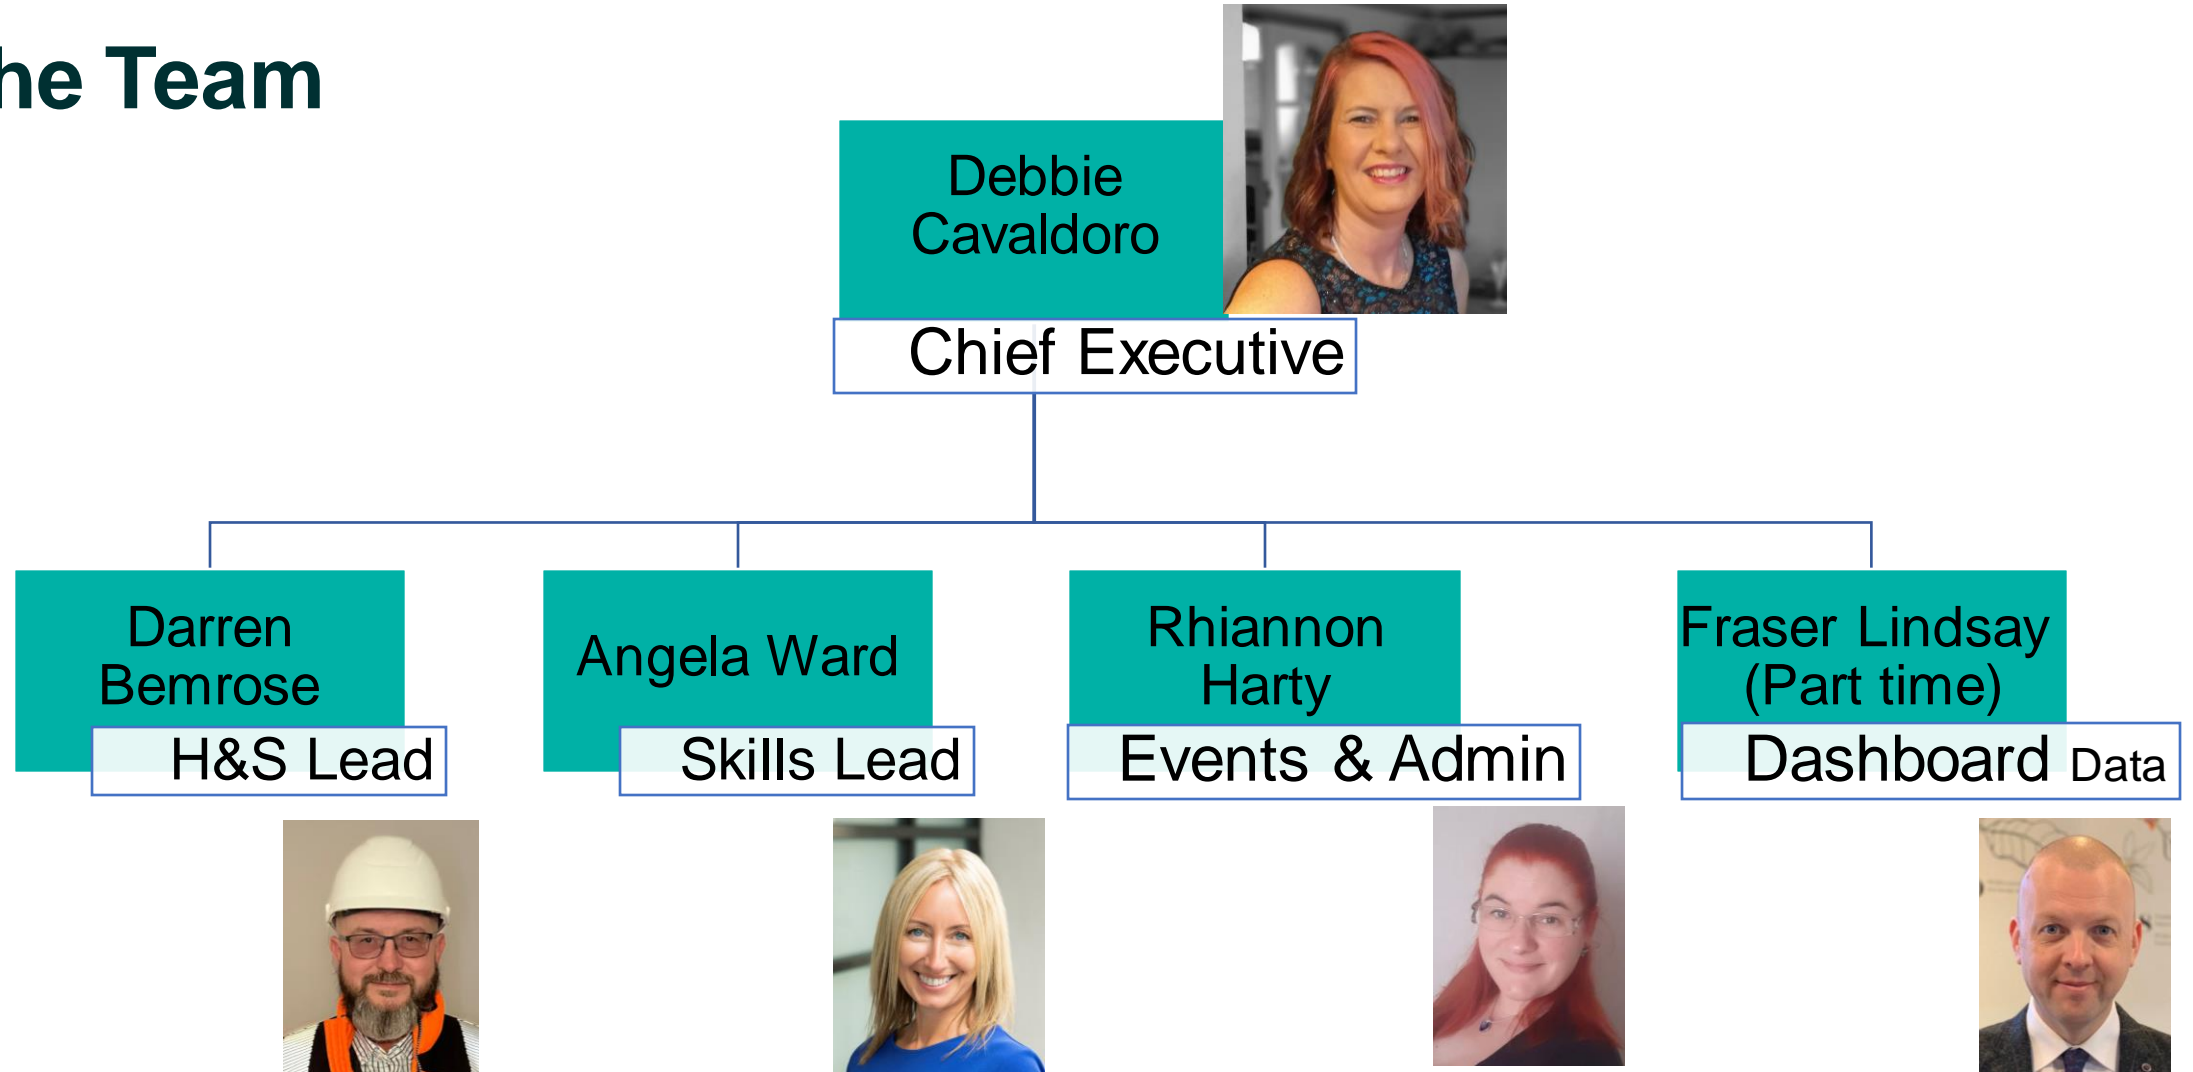 he Team
Debbie
Cavaldoro
Chief Executive
Darren
Bemrose
H&S Lead
Angela Ward
Skills Lead
Rhiannon
Harty
Events & Admin
Fraser Lindsay
(Part time)
Dashboard Data